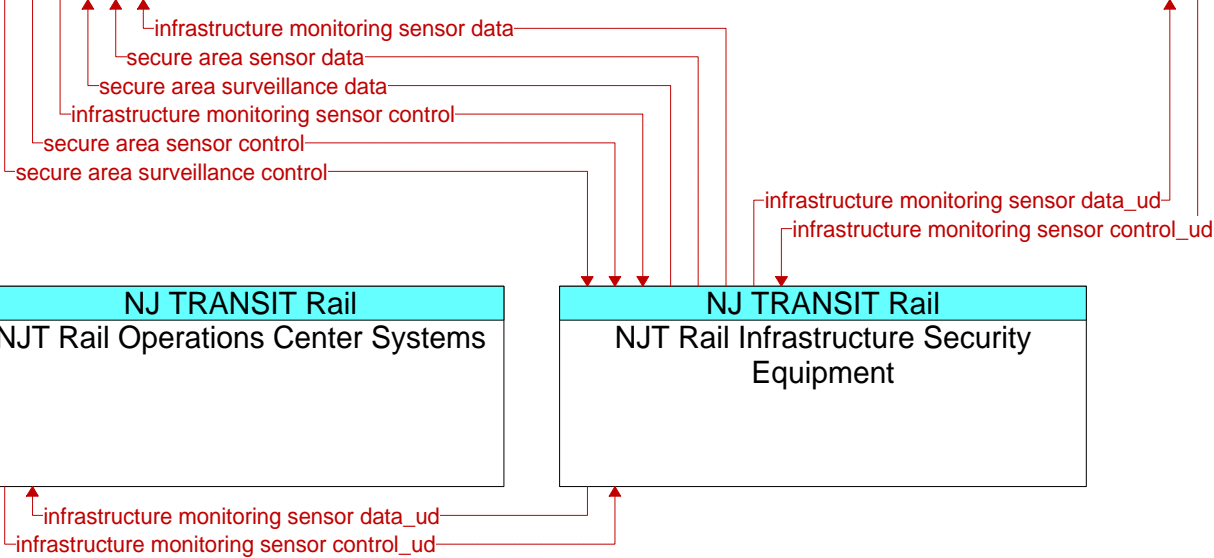 infrastructure monitoring sensor data
secure area sensor data
secure area surveillance data
infrastructure monitoring sensor control
secure area sensor control
secure area surveillance control
infrastructure monitoring sensor data_ud
infrastructure monitoring sensor control_ud
NJ TRANSIT Rail
NJT Rail Operations Center Systems
NJ TRANSIT Rail
NJT Rail Infrastructure Security
Equipment
infrastructure monitoring sensor data_ud
infrastructure monitoring sensor control_ud